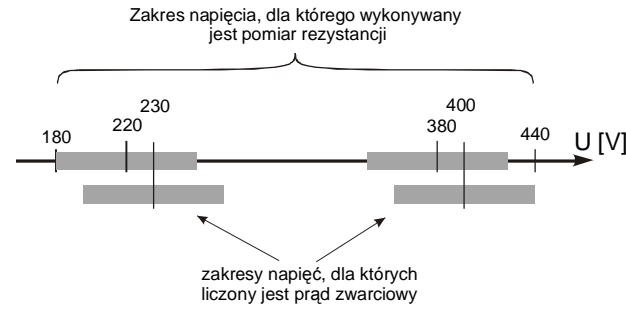 Zakres napięcia, dla którego wykonywany
jest pomiar rezystancji
230
400
220
380
180
440
U [V]
zakresy napięć, dla których
liczony jest prąd zwarciowy